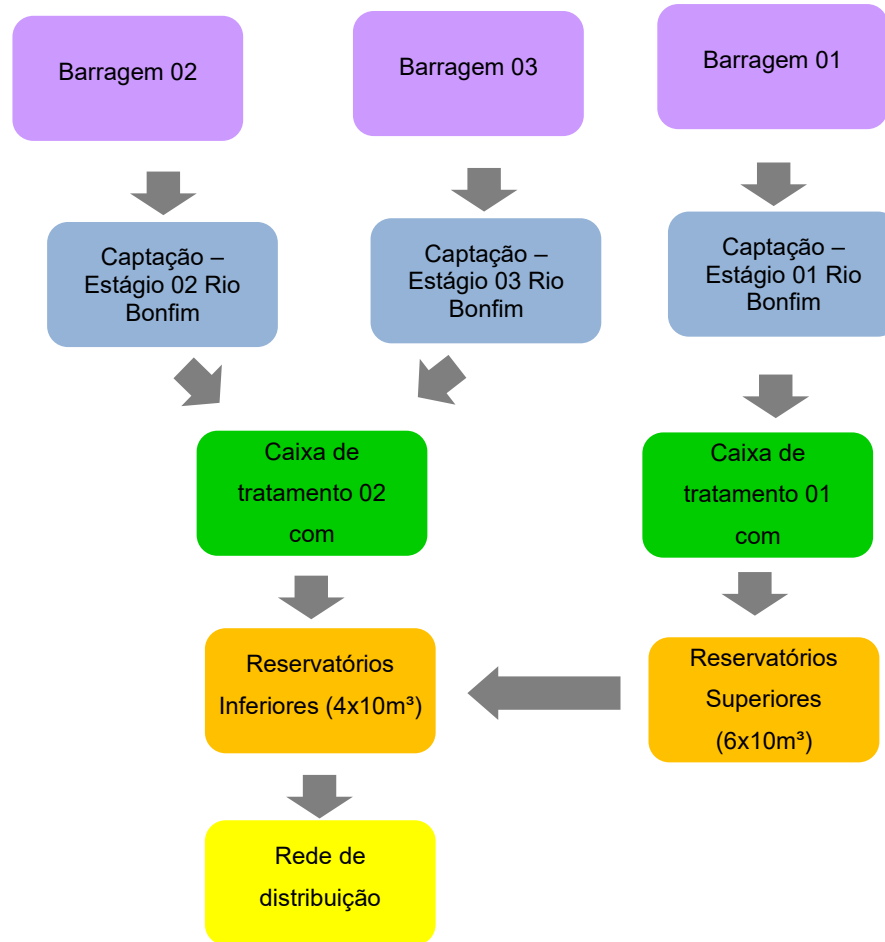 Barragem 02
Barragem 03
Barragem 01
Captação –
Estágio 02 Rio
Bonfim
Captação –
Estágio 03 Rio
Bonfim
Captação –
Estágio 01 Rio
Bonfim
Caixa de
tratamento 02
com
Caixa de
tratamento 01
com
Reservatórios
Inferiores (4x10m³)
Reservatórios
Superiores
(6x10m³)
Rede de
distribuição